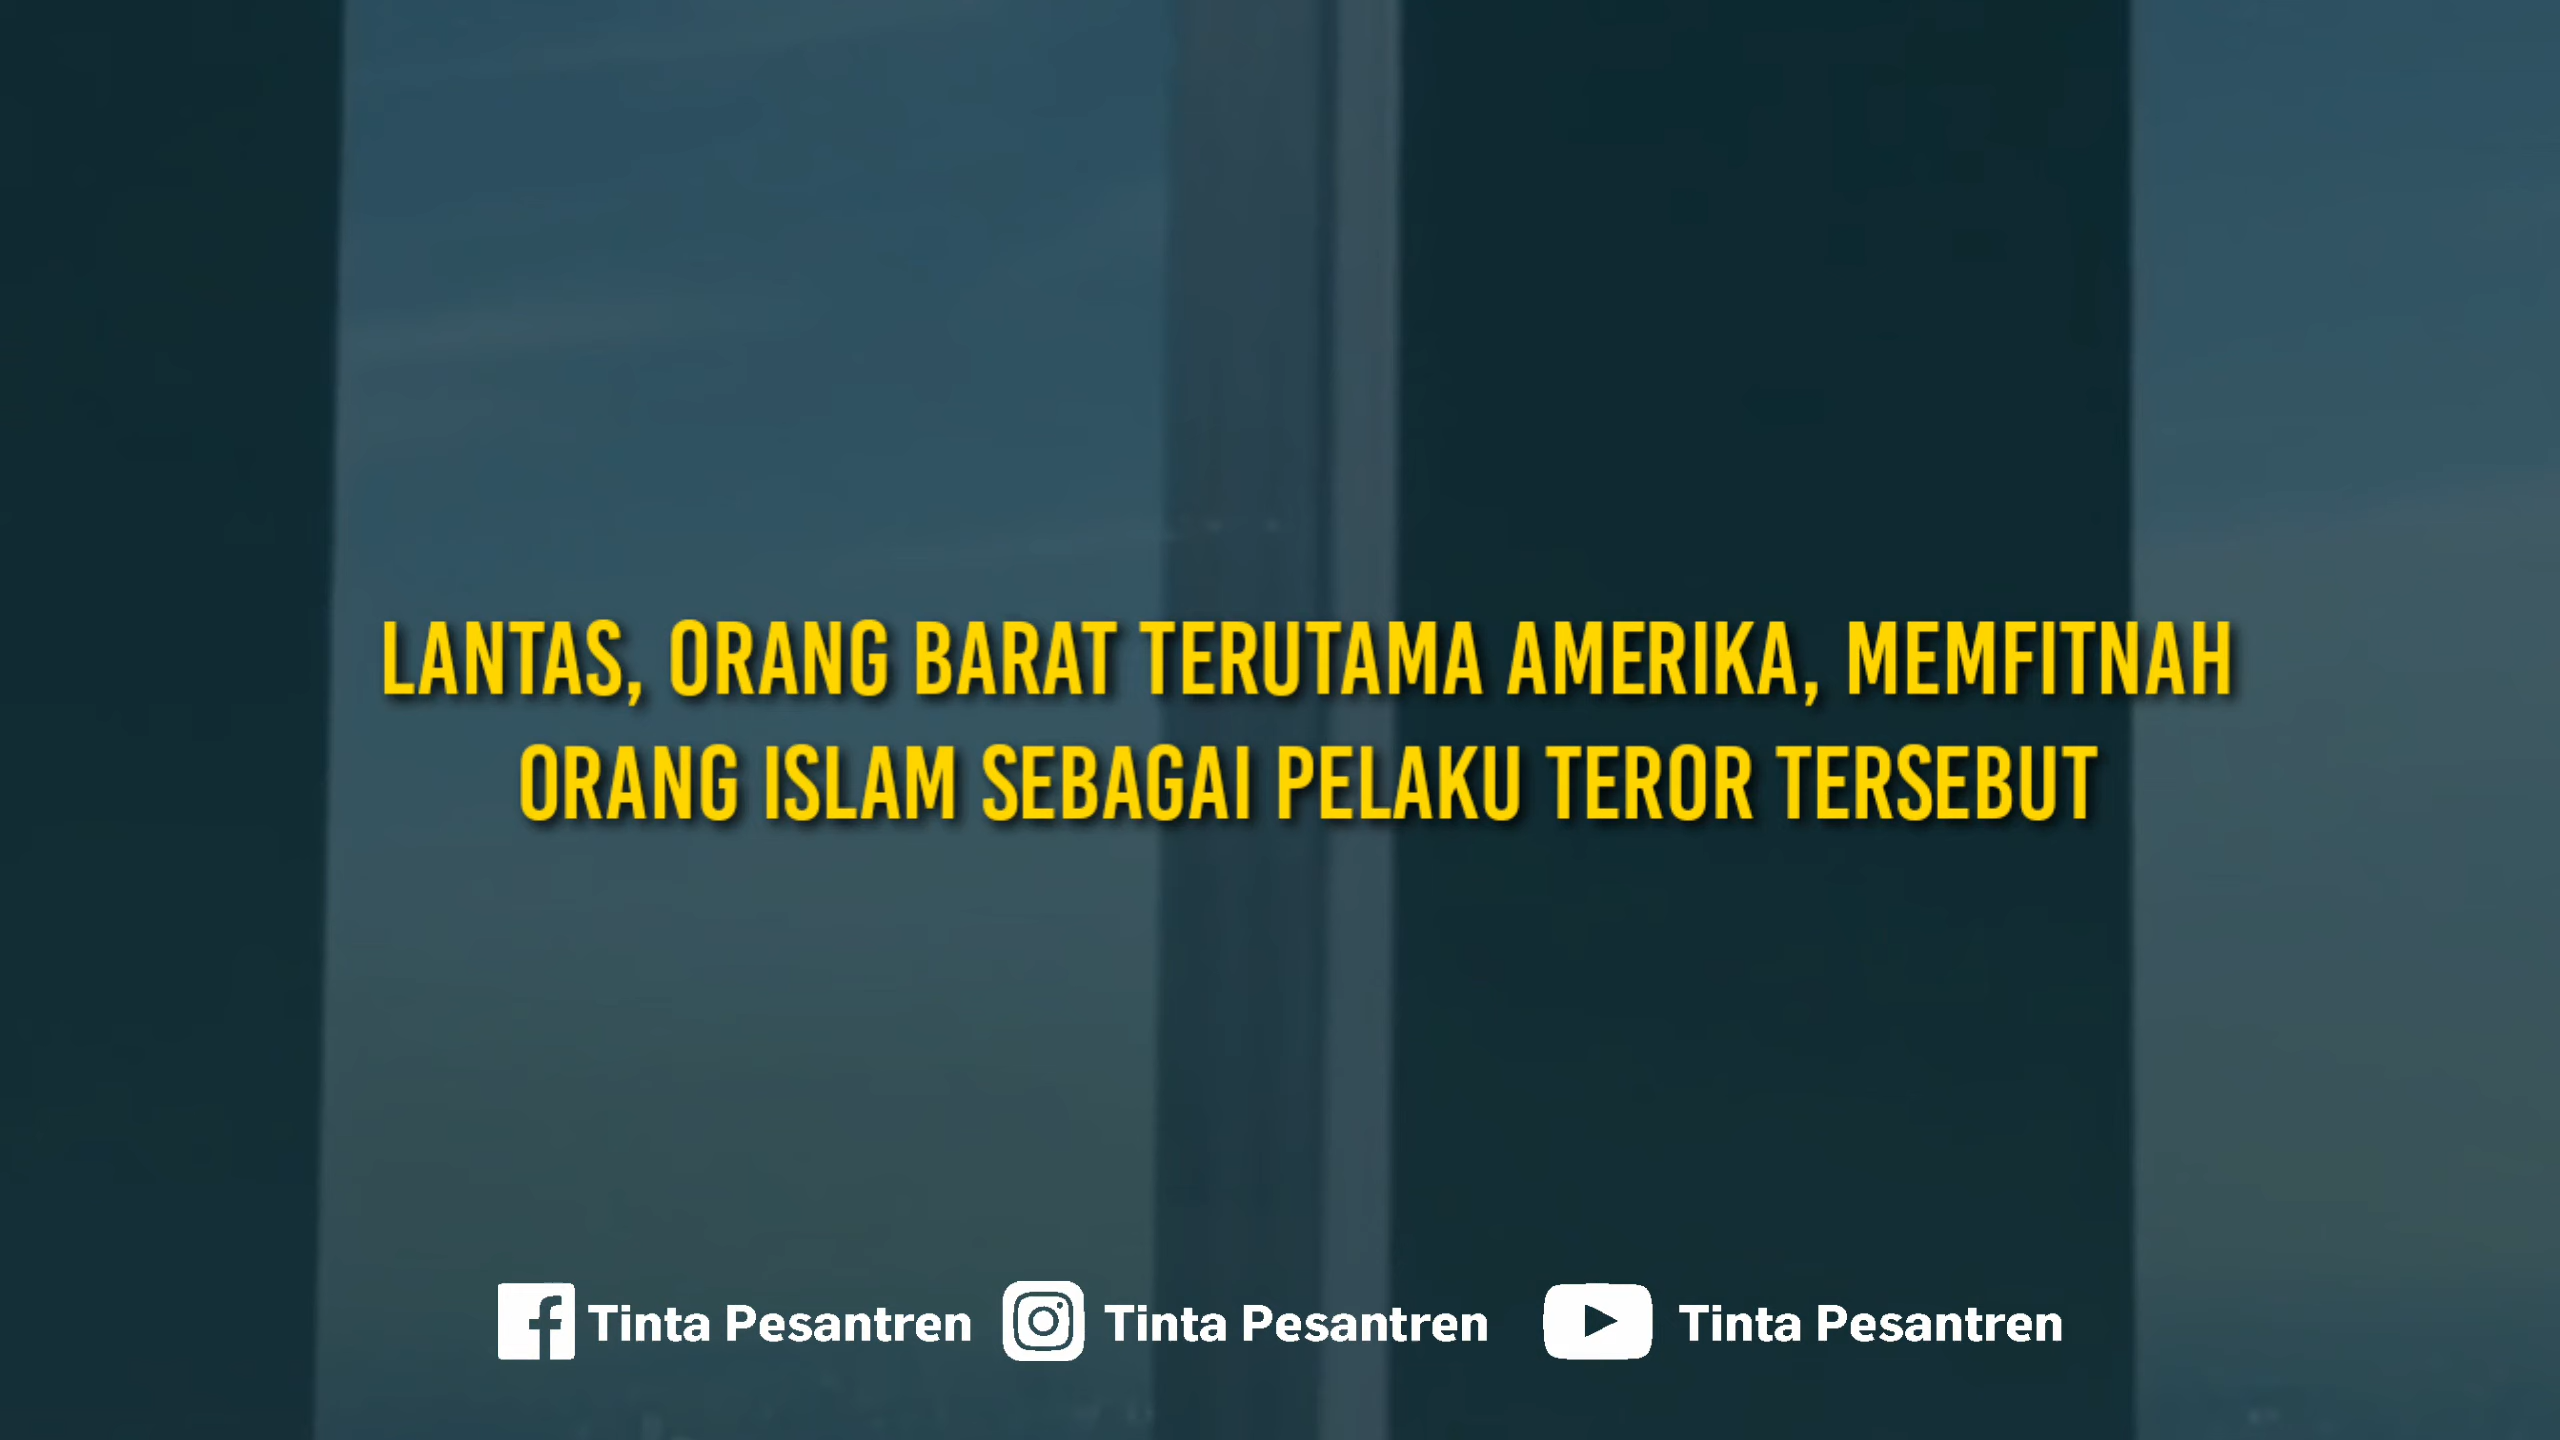 LANTAS, ORANG BARAT TERUTAMA AMERIKA, MEMFITNAH
ORANG ISLAM SEBAGAI PELAKU TEROR TERSEBUT
Tinta Pesantren Tinta Pesantren Tinta Pesantren